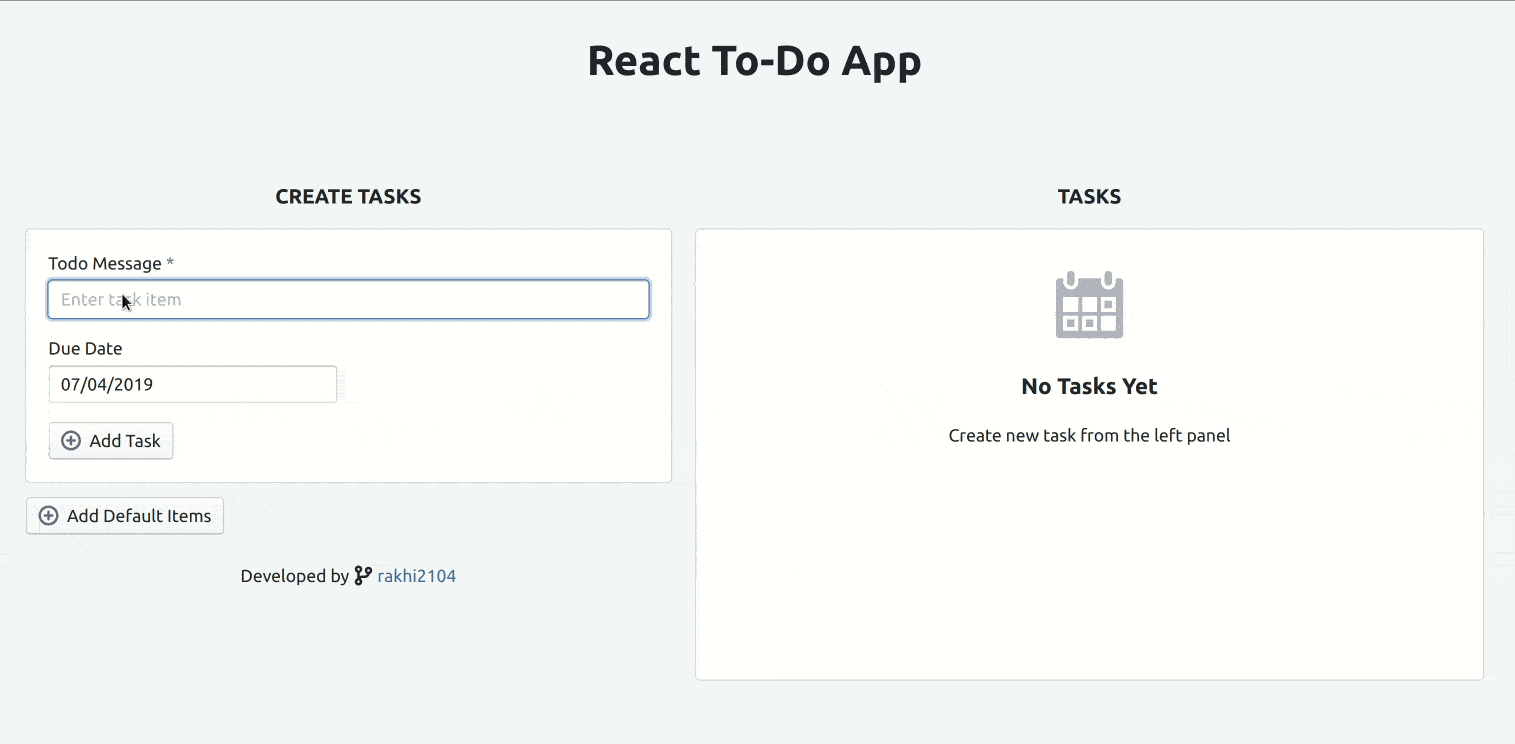 React To-Do App
CREATE TASKS
Todo Message *
Enter task item
Due Date
07/04/2019
Add Task
Add Default Items
Developed by rakhi2104
TASKS
No Tasks Yet
Create new task from the left panel